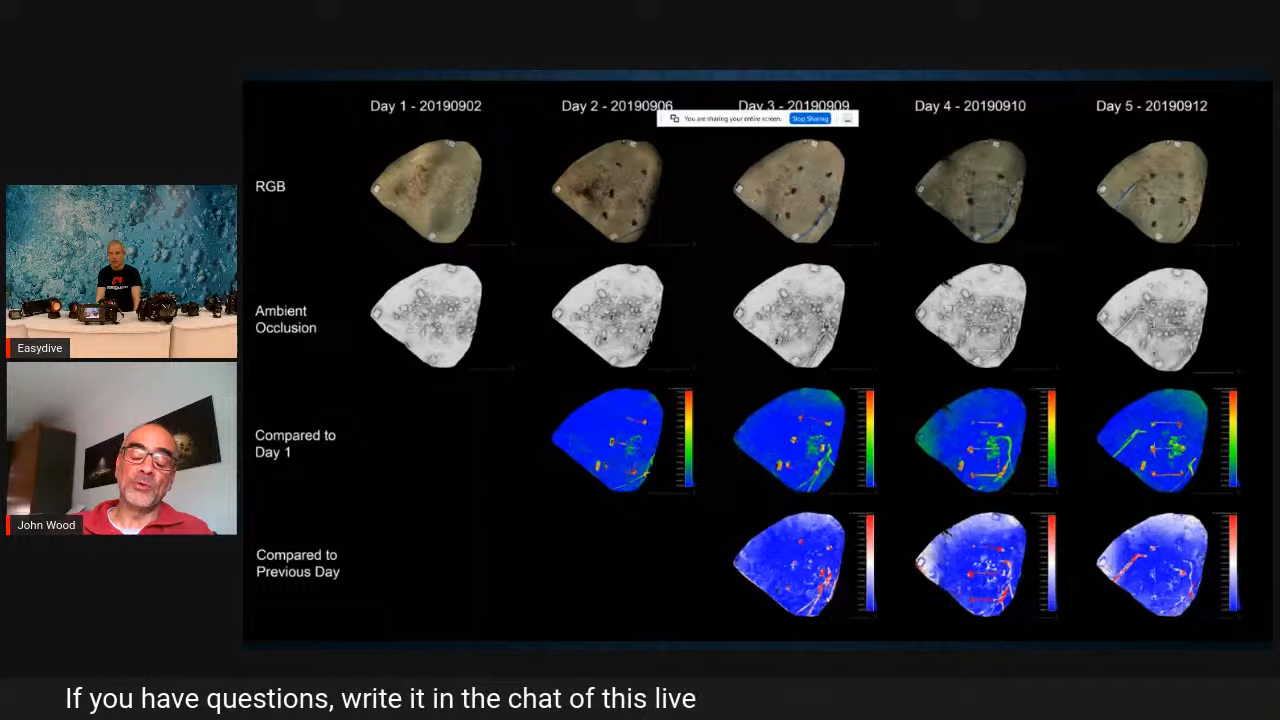 Day 1 - 20190902
Day 2 - 20190906
Day 3 - 20190909
Day 4 - 20190910
Day 5 - 20190912
You are sharing your entire screen.
Stop Sharing
RGB
Ambient
Occlusion
Compared to
Day 1
Compared to
Previous Day
Easydive
John Wood
If you have questions, write it in the chat of this live